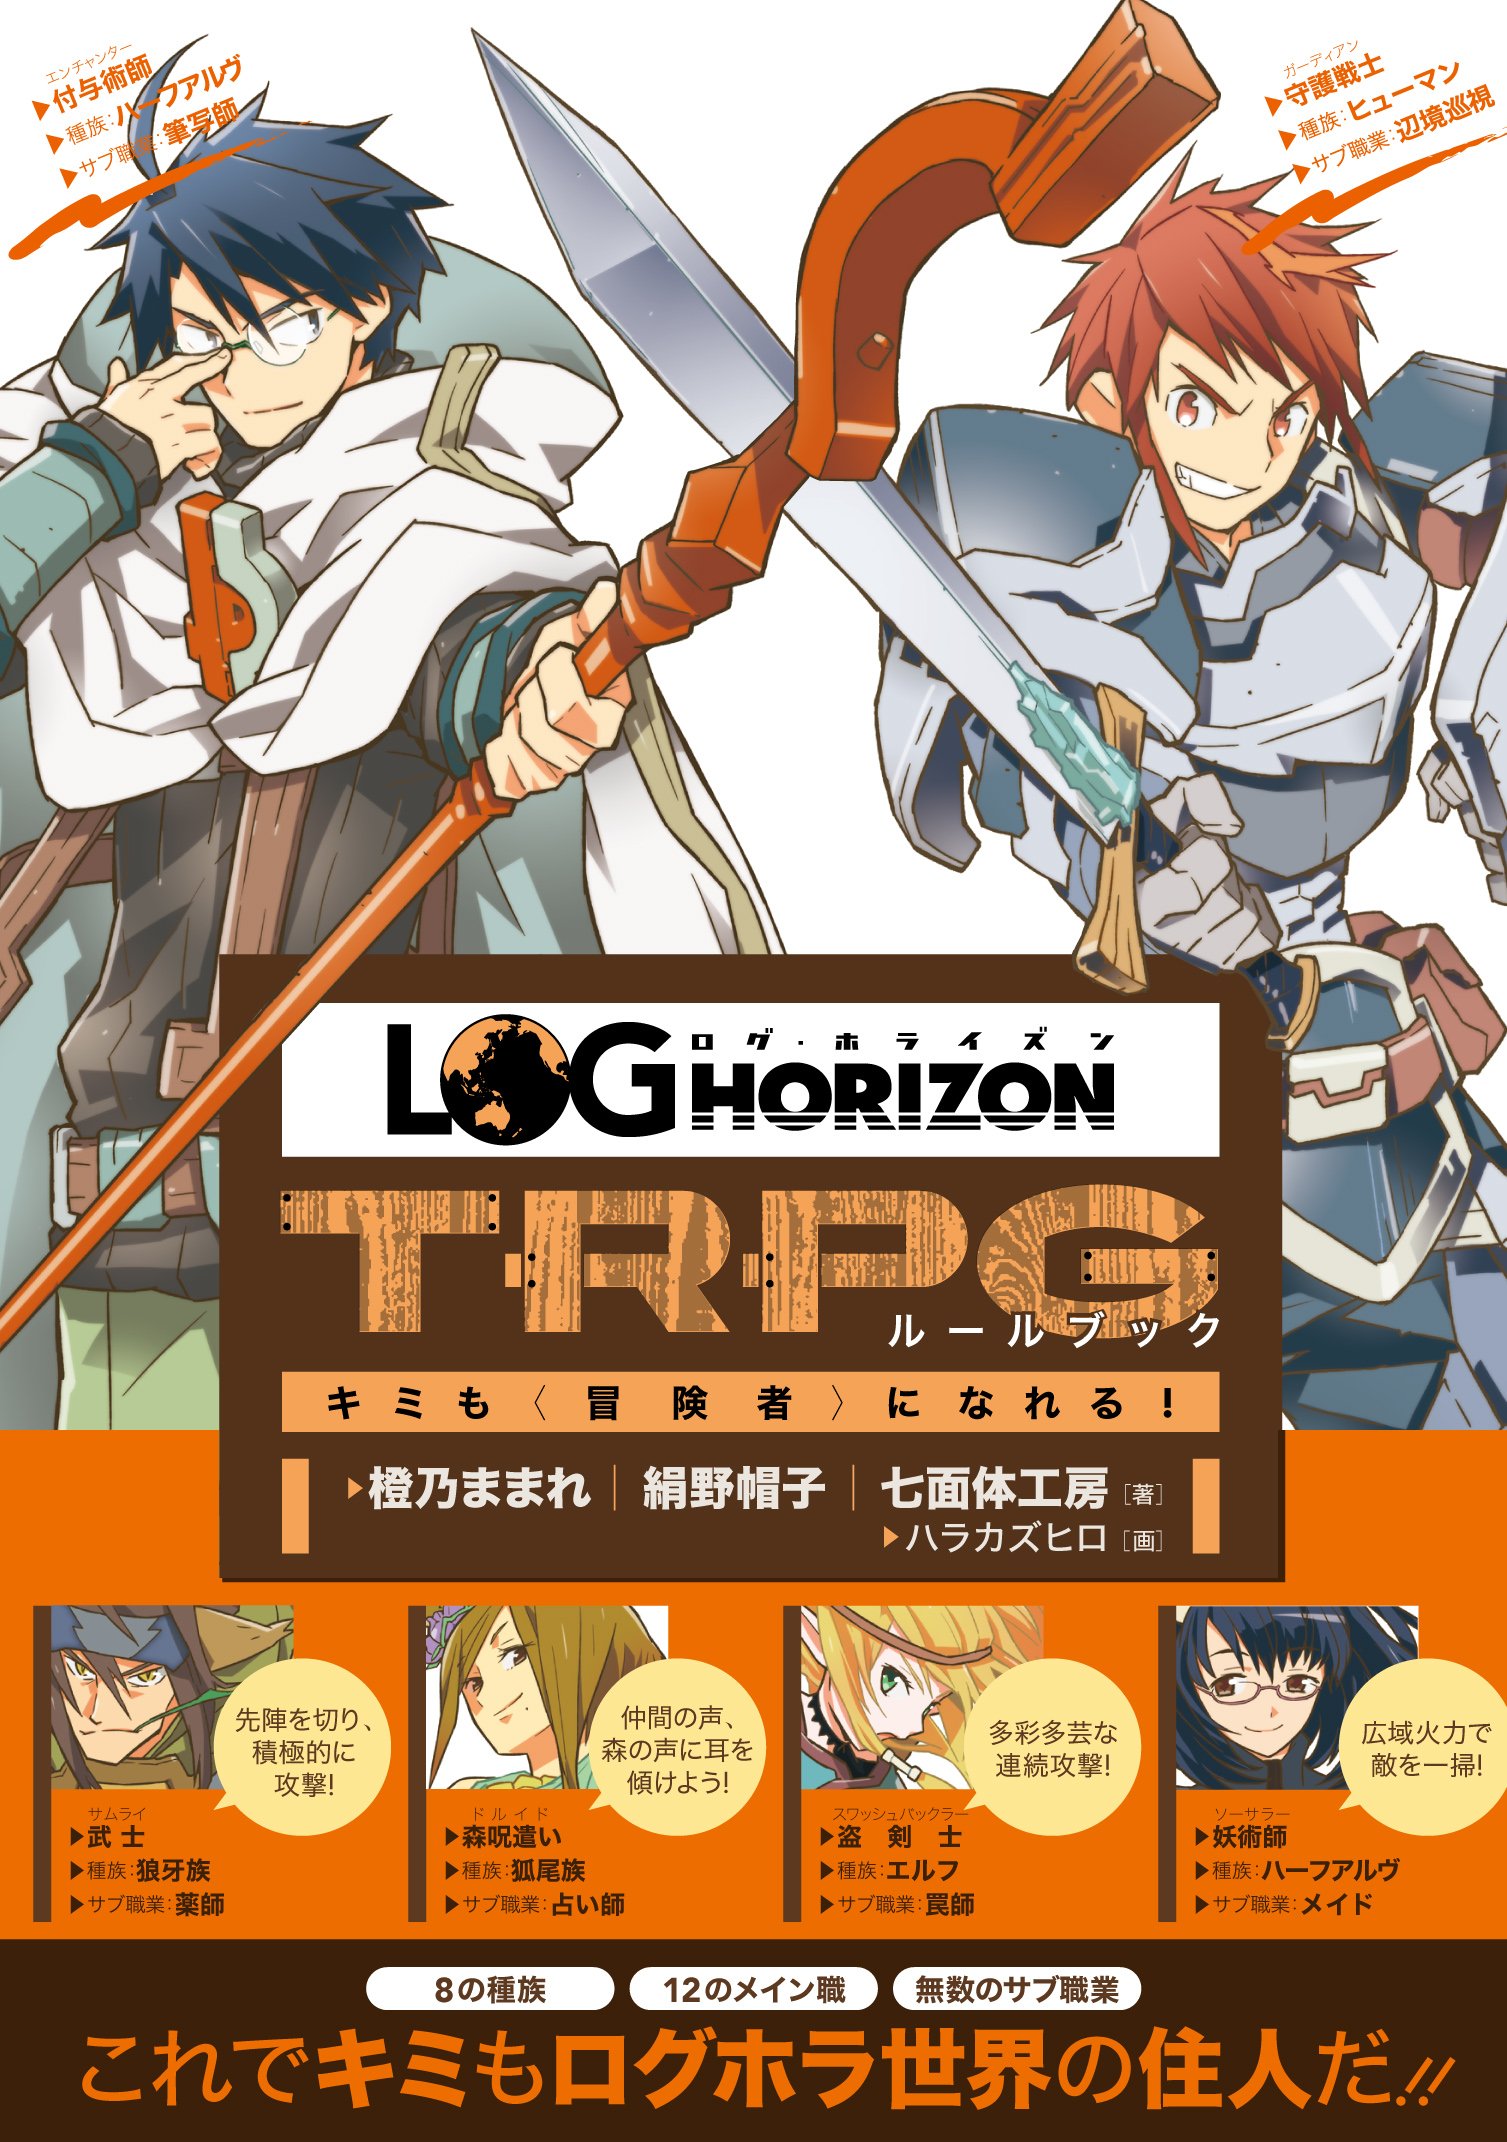 エンチャンター
▶付与術師
▶種族:ハーフアルヴ
▶サブ職業:筆写師
ガーディアン
▶守護戦士
▶種族:ヒューマン
▶サブ職業:辺境巡視
ログ・ホライズン
LOG HORIZON
T・R・P・G
ルールブック
キミも〈冒険者〉になれる!
▶橙乃ままれ|絹野帽子|七面体工房[著]
▶ハラカズヒロ[画]
先陣を切り、
積極的に
攻撃!
サムライ
▶武士
▶種族:狼牙族
▶サブ職業:薬師
仲間の声、
森の声に耳を
傾けよう!
ドルイド
▶森呪遣い
▶種族:狐尾族
▶サブ職業:占い師
多彩多芸な
連続攻撃!
スワッシュバックラー
▶盗剣士
▶種族:エルフ
▶サブ職業:罠師
広域火力で
敵を一掃!
ソーサラー
▶妖術師
▶種族:ハーフアルヴ
▶サブ職業:メイド
8の種族 12のメイン職 無数のサブ職業
これでキミもログホラ世界の住人だ!!